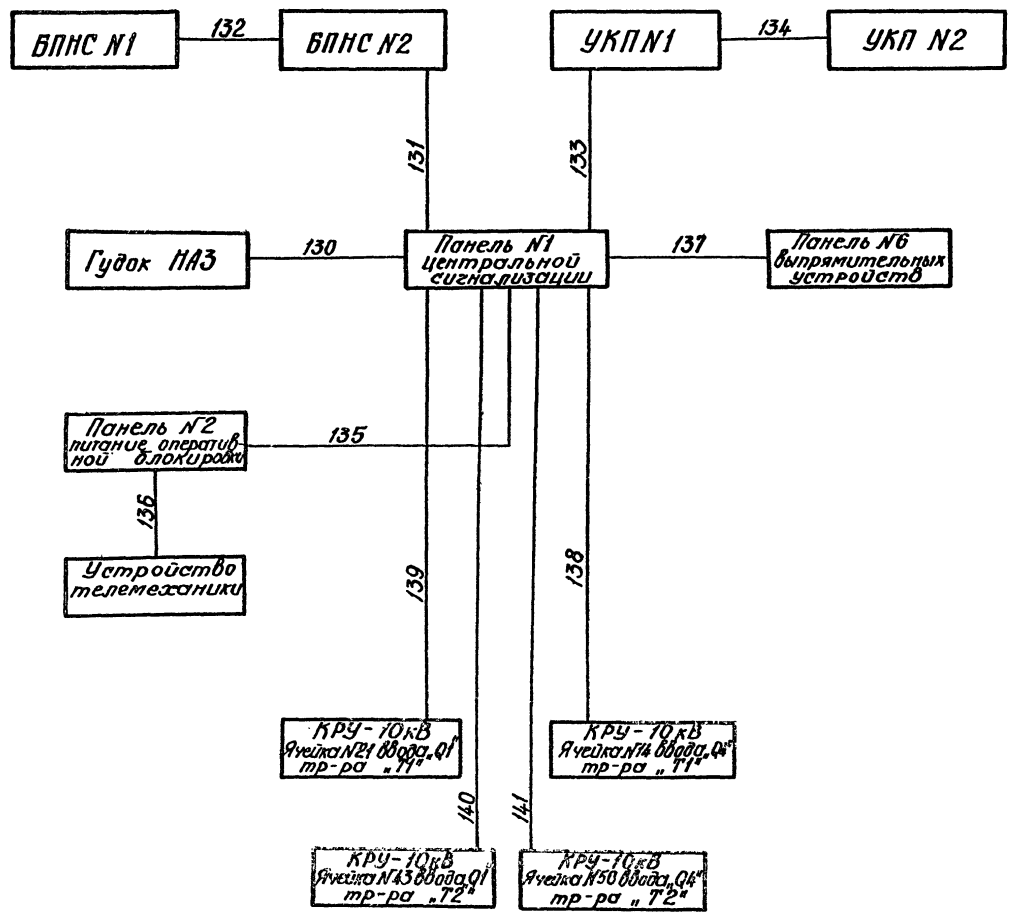 БПНС N1
132
БПНС N2
УКП N1
134
УКП N2
131
133
Гудок НАЗ
130
Панель N1
центральной
сигнализации
137
Панель N6
выпрямительных
устройств
Панель N2
питание оператив-
ной блокировки
135
136
Устройство
телемеханики
139
138
КРУ-10кВ
Ячейка N21 ввода „Q1"
тр-ра „Т1"
КРУ-10кВ
Ячейка N14 ввода „Q4"
тр-ра „Т1"
140
141
КРУ-10кВ
Ячейка N43 ввода „Q1"
тр-ра „Т2"
КРУ-10кВ
Ячейка N50 ввода „Q4"
тр-ра „Т2"